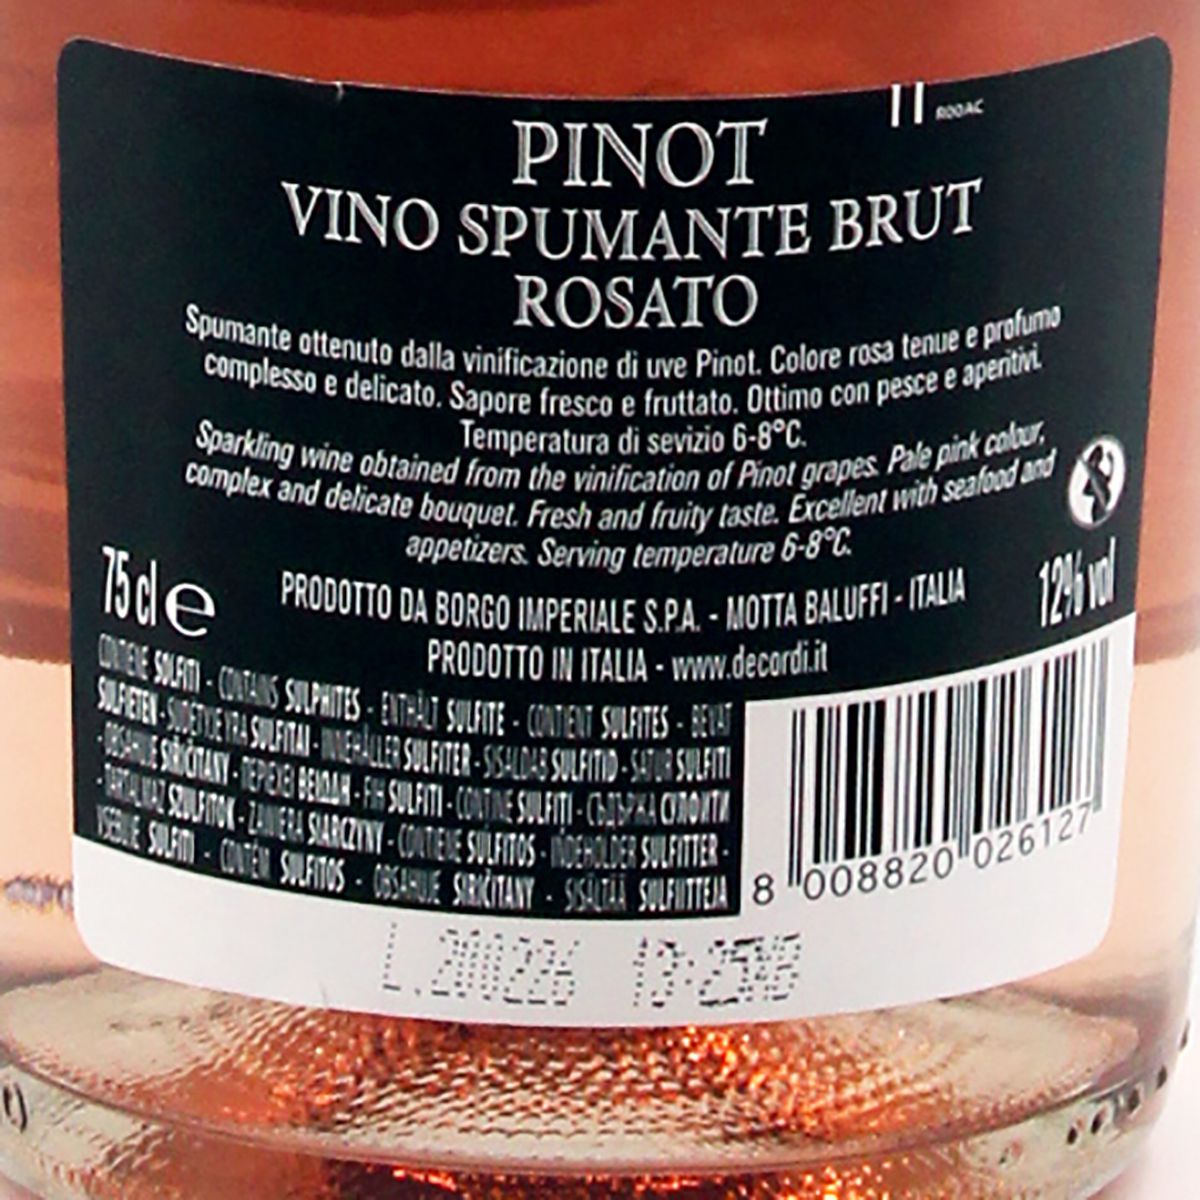 ROOAC
PINOT
VINO SPUMANTE BRUT
ROSATO
Spumante ottenuto dalla vinificazione di uve Pinot. Colore rosa tenue e profumo
complesso e delicato. Sapore fresco e fruttato. Ottimo con pesce e aperitivi.
Temperatura di sevizio 6-8°C.
Sparkling wine obtained from the vinification of Pinot grapes. Pale pink colour,
complex and delicate bouquet. Fresh and fruity taste. Excellent with seafood and
appetizers. Serving temperature 6-8°C.
75 cl e
12% vol
PRODOTTO DA BORGO IMPERIALE S.P.A. - MOTTA BALUFFI - ITALIA
PRODOTTO IN ITALIA - www.decordi.it
CONTIENE SOLFITI - CONTAINS SULPHITES - ENTHÄLT SULFITE - CONTIENT SULFITES - BEVAT
SULFIETEN - SUDĖTYJE YRA SULFITAI - INNEHÅLLER SULFITER - SISALDAB SULFITID - SATUR SULFITI
- OBSAHUJE SIŘIČITANY - ΠΕΡΙΕΧΕΙ ΘΕΙΩΔΗ - FIH SULFITI - CONTINE SULFITI - СЪДЪРЖА СУЛФИТИ
- TARTALMAZ SZULFITOK - ZAWIERA SIARCZYNY - CONTIENE SULFITOS - INDEHOLDER SULFITTER -
VSEBUJE SULFITI - CONTÉM SULFITOS - OBSAHUJE SIRIČITANY - SISÄLTÄÄ SULFIITTEJA
8 008820 026127